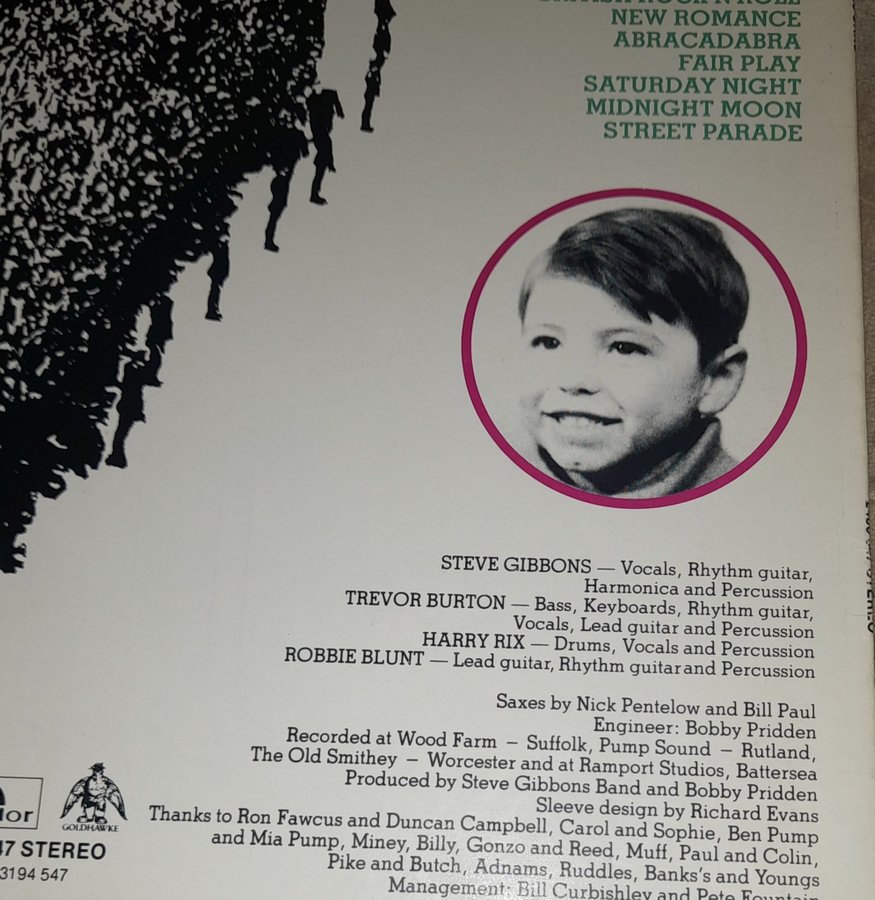 BRITISH ROCK 'N' ROLL
NEW ROMANCE
ABRACADABRA
FAIR PLAY
SATURDAY NIGHT
MIDNIGHT MOON
STREET PARADE
STEVE GIBBONS — Vocals, Rhythm guitar,
Harmonica and Percussion
TREVOR BURTON — Bass, Keyboards, Rhythm guitar,
Vocals, Lead guitar and Percussion
HARRY RIX — Drums, Vocals and Percussion
ROBBIE BLUNT — Lead guitar, Rhythm guitar and Percussion
Saxes by Nick Pentelow and Bill Paul
Engineer: Bobby Pridden
Recorded at Wood Farm – Suffolk, Pump Sound – Rutland,
The Old Smithey – Worcester and at Ramport Studios, Battersea
Produced by Steve Gibbons Band and Bobby Pridden
Sleeve design by Richard Evans
Thanks to Ron Fawcus and Duncan Campbell, Carol and Sophie, Ben Pump
and Mia Pump, Miney, Billy, Gonzo and Reed, Muff, Paul and Colin,
Pike and Butch, Adnams, Ruddles, Banks's and Youngs
Management: Bill Curbishley and Pete Fountain
dor
GOLDHAWKE
47 STEREO
3194 547